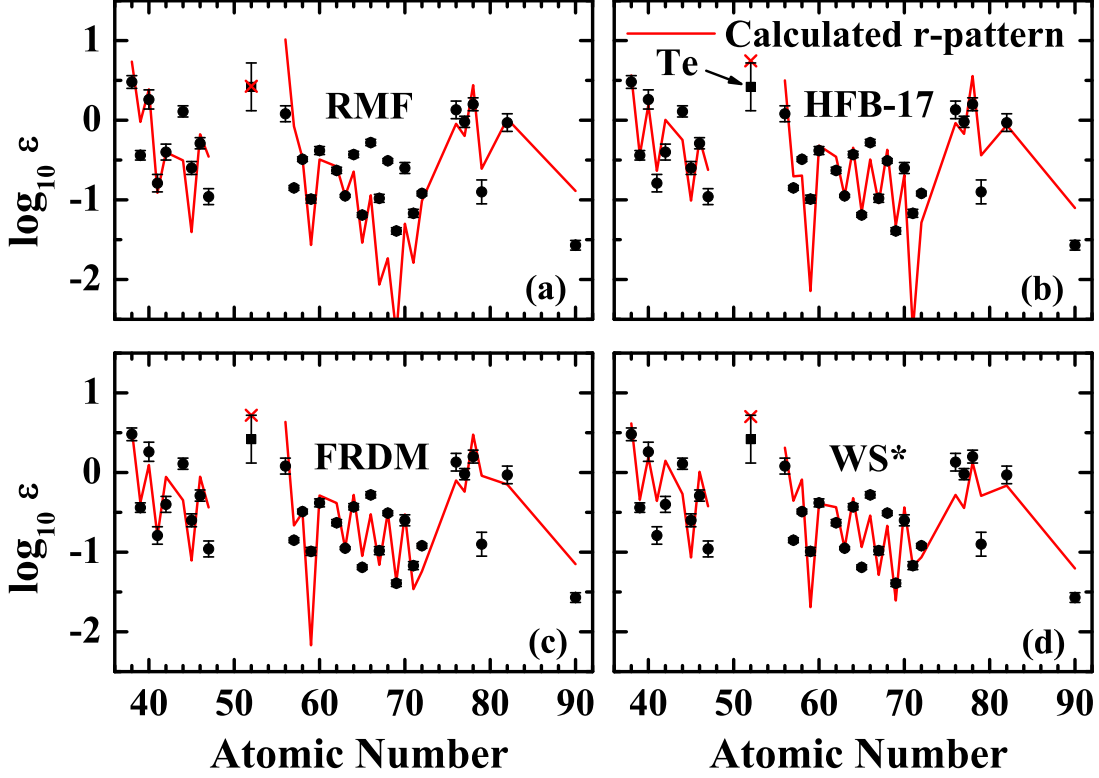 Calculated r-pattern
Te
RMF
HFB-17
(a)
(b)
log10 ε
1
0
-1
-2
FRDM
WS*
(c)
(d)
log10 ε
1
0
-1
-2
40 50 60 70 80 90
40 50 60 70 80 90
Atomic Number
Atomic Number